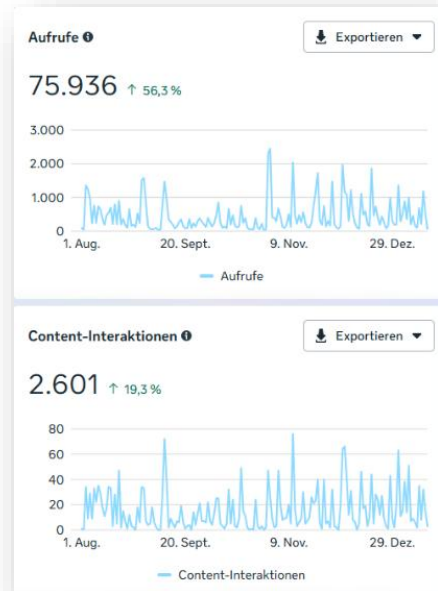 Aufrufe
Exportieren
75.936 ↑ 56,3 %
3.000
2.000
1.000
0
1. Aug. 20. Sept. 9. Nov. 29. Dez.
Aufrufe
Content-Interaktionen
Exportieren
2.601 ↑ 19,3 %
80
60
40
20
0
1. Aug. 20. Sept. 9. Nov. 29. Dez.
Content-Interaktionen